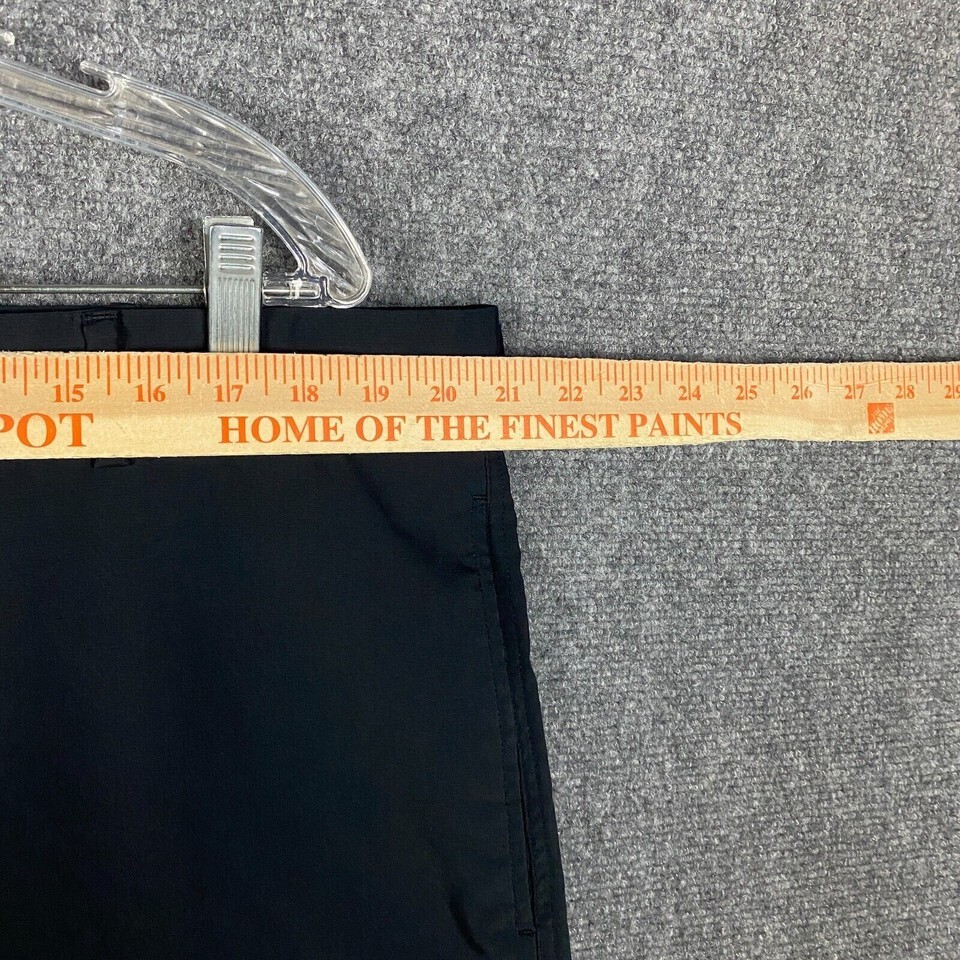 15 16 17 18 19 20 21 22 23 24 25 26 27 28 29
POT HOME OF THE FINEST PAINTS